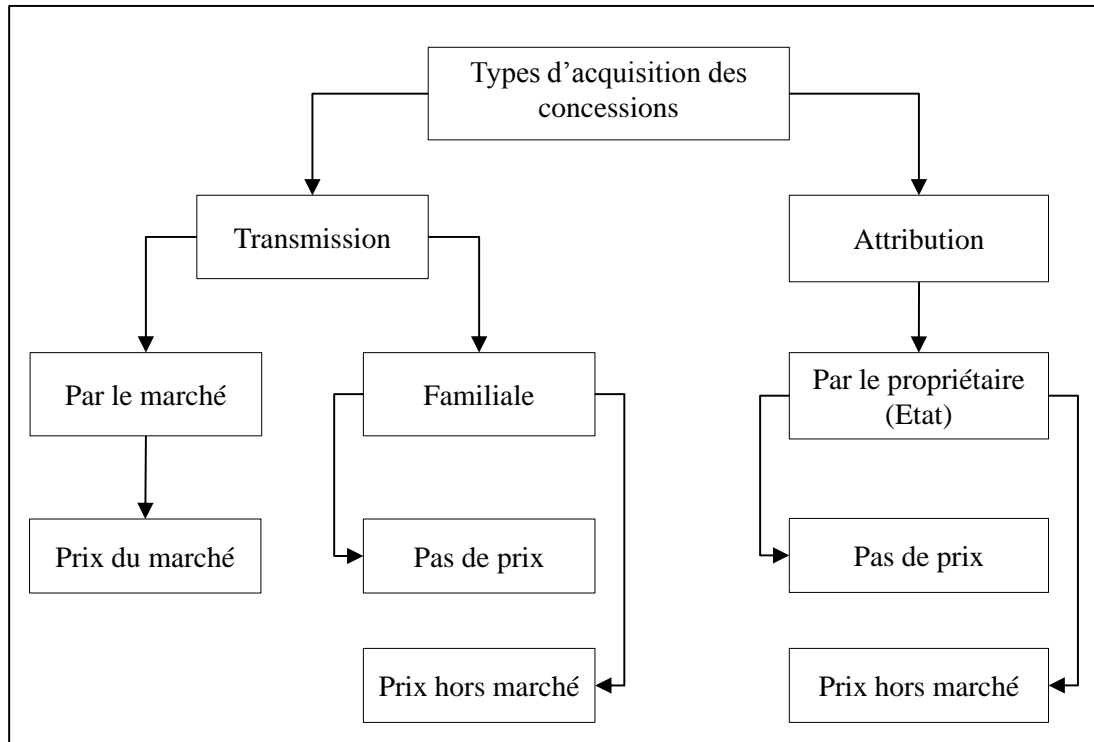 Types d’acquisition des
concessions
Transmission
Attribution
Par le marché
Familiale
Par le propriétaire
(Etat)
Prix du marché
Pas de prix
Pas de prix
Prix hors marché
Prix hors marché